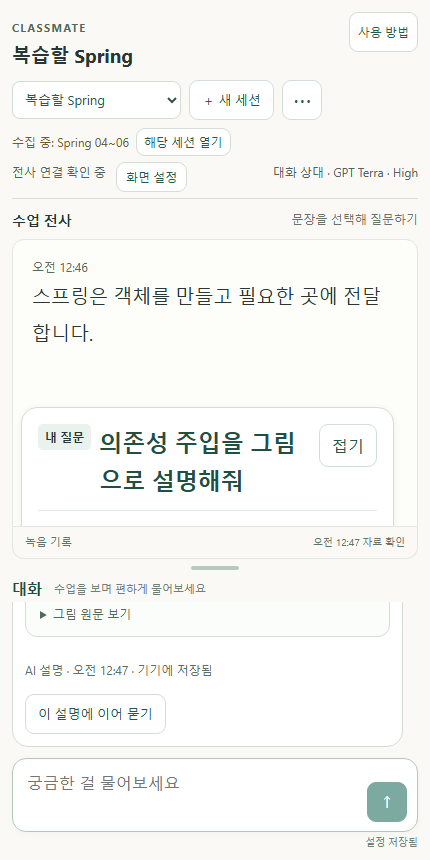 CLASSMATE
사용 방법
복습할 Spring
복습할 Spring
+ 새 세션
···
수집 중: Spring 04~06
해당 세션 열기
전사 연결 확인 중
화면 설정
대화 상대 · GPT Terra · High
수업 전사
문장을 선택해 질문하기
오전 12:46
스프링은 객체를 만들고 필요한 곳에 전달
합니다.
내 질문
의존성 주입을 그림
으로 설명해줘
접기
녹음 기록
오전 12:47 자료 확인
대화
수업을 보며 편하게 물어보세요
▶ 그림 원문 보기
AI 설명 · 오전 12:47 · 기기에 저장됨
이 설명에 이어 묻기
궁금한 걸 물어보세요
↑
설정 저장됨